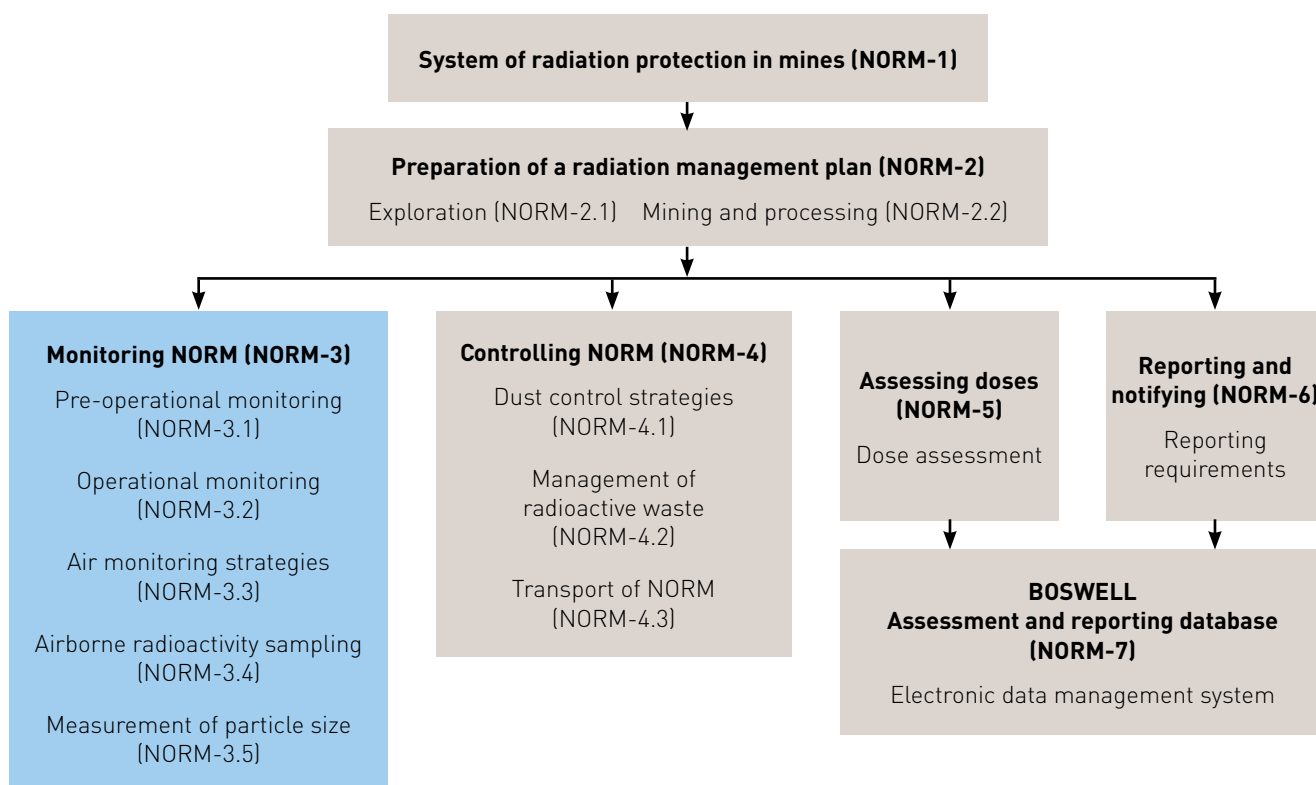 System of radiation protection in mines (NORM-1)
Preparation of a radiation management plan (NORM-2)
Exploration (NORM-2.1) Mining and processing (NORM-2.2)
Monitoring NORM (NORM-3)
Pre-operational monitoring
(NORM-3.1)
Operational monitoring
(NORM-3.2)
Air monitoring strategies
(NORM-3.3)
Airborne radioactivity sampling
(NORM-3.4)
Measurement of particle size
(NORM-3.5)
Controlling NORM (NORM-4)
Dust control strategies
(NORM-4.1)
Management of
radioactive waste
(NORM-4.2)
Transport of NORM
(NORM-4.3)
Assessing doses
(NORM-5)
Dose assessment
Reporting and
notifying (NORM-6)
Reporting
requirements
BOSWELL
Assessment and reporting database
(NORM-7)
Electronic data management system